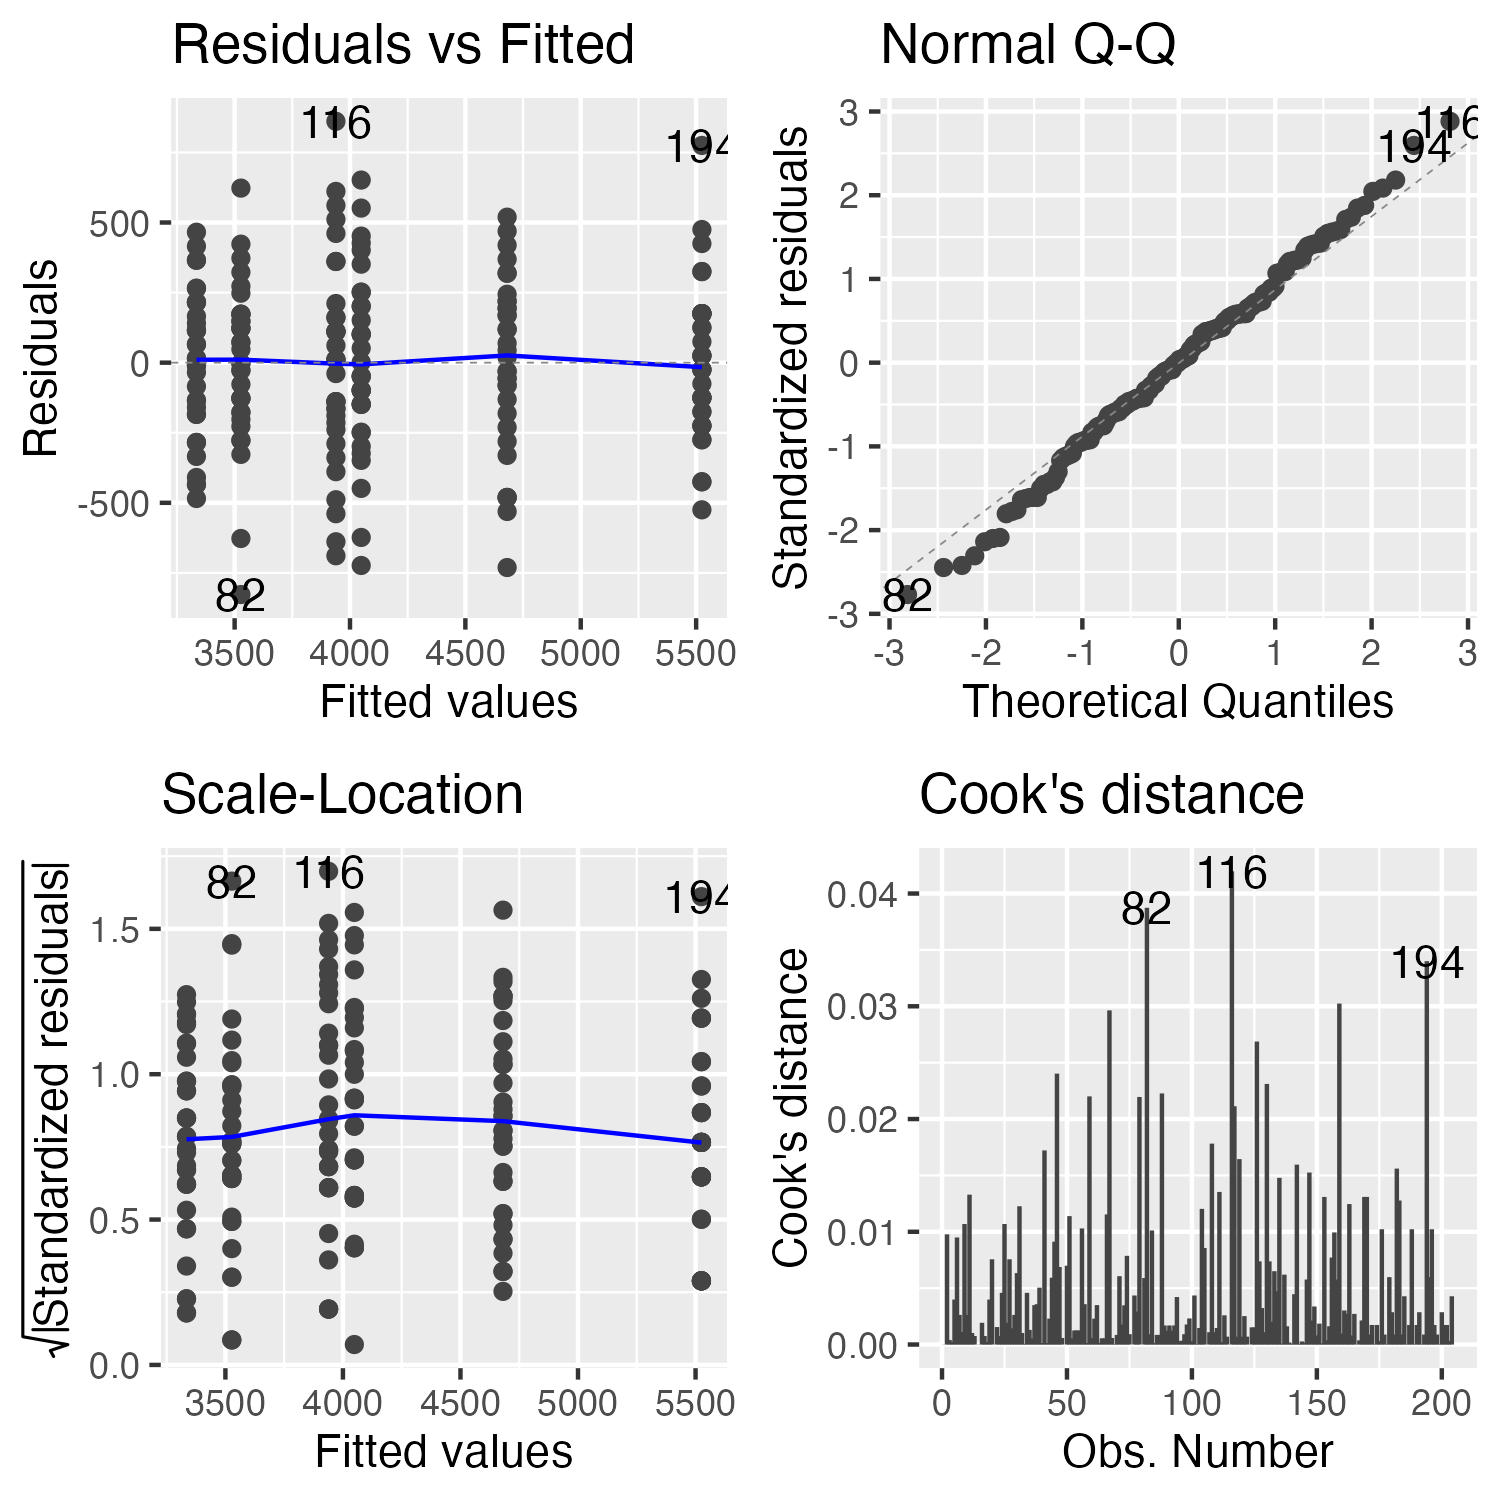 Residuals vs Fitted
116
194
82
500
0
-500
3500 4000 4500 5000 5500
Fitted values
Residuals
Normal Q-Q
116
194
82
3
2
1
0
-1
-2
-3
-3 -2 -1 0 1 2 3
Theoretical Quantiles
Standardized residuals
Scale-Location
82 116 194
1.5
1.0
0.5
0.0
3500 4000 4500 5000 5500
Fitted values
√|Standardized residuals|
Cook's distance
116
82
194
0.04
0.03
0.02
0.01
0.00
0 50 100 150 200
Obs. Number
Cook's distance